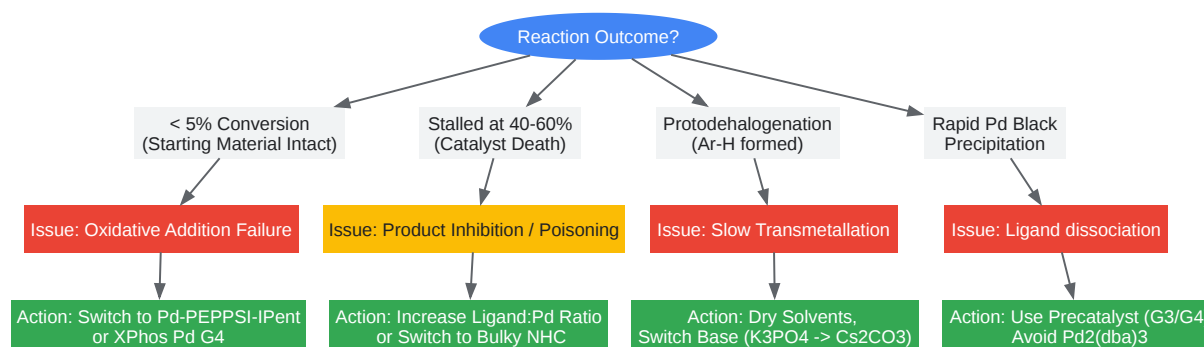 Reaction Outcome?
< 5% Conversion
(Starting Material Intact)
Stalled at 40-60%
(Catalyst Death)
Protodehalogenation
(Ar-H formed)
Rapid Pd Black
Precipitation
Issue: Oxidative Addition Failure
Issue: Product Inhibition / Poisoning
Issue: Slow Transmetallation
Issue: Ligand dissociation
Action: Switch to Pd-PEPPSI-IPent
or XPhos Pd G4
Action: Increase Ligand:Pd Ratio
or Switch to Bulky NHC
Action: Dry Solvents,
Switch Base (K3PO4 -> Cs2CO3)
Action: Use Precatalyst (G3/G4)
Avoid Pd2(dba)3